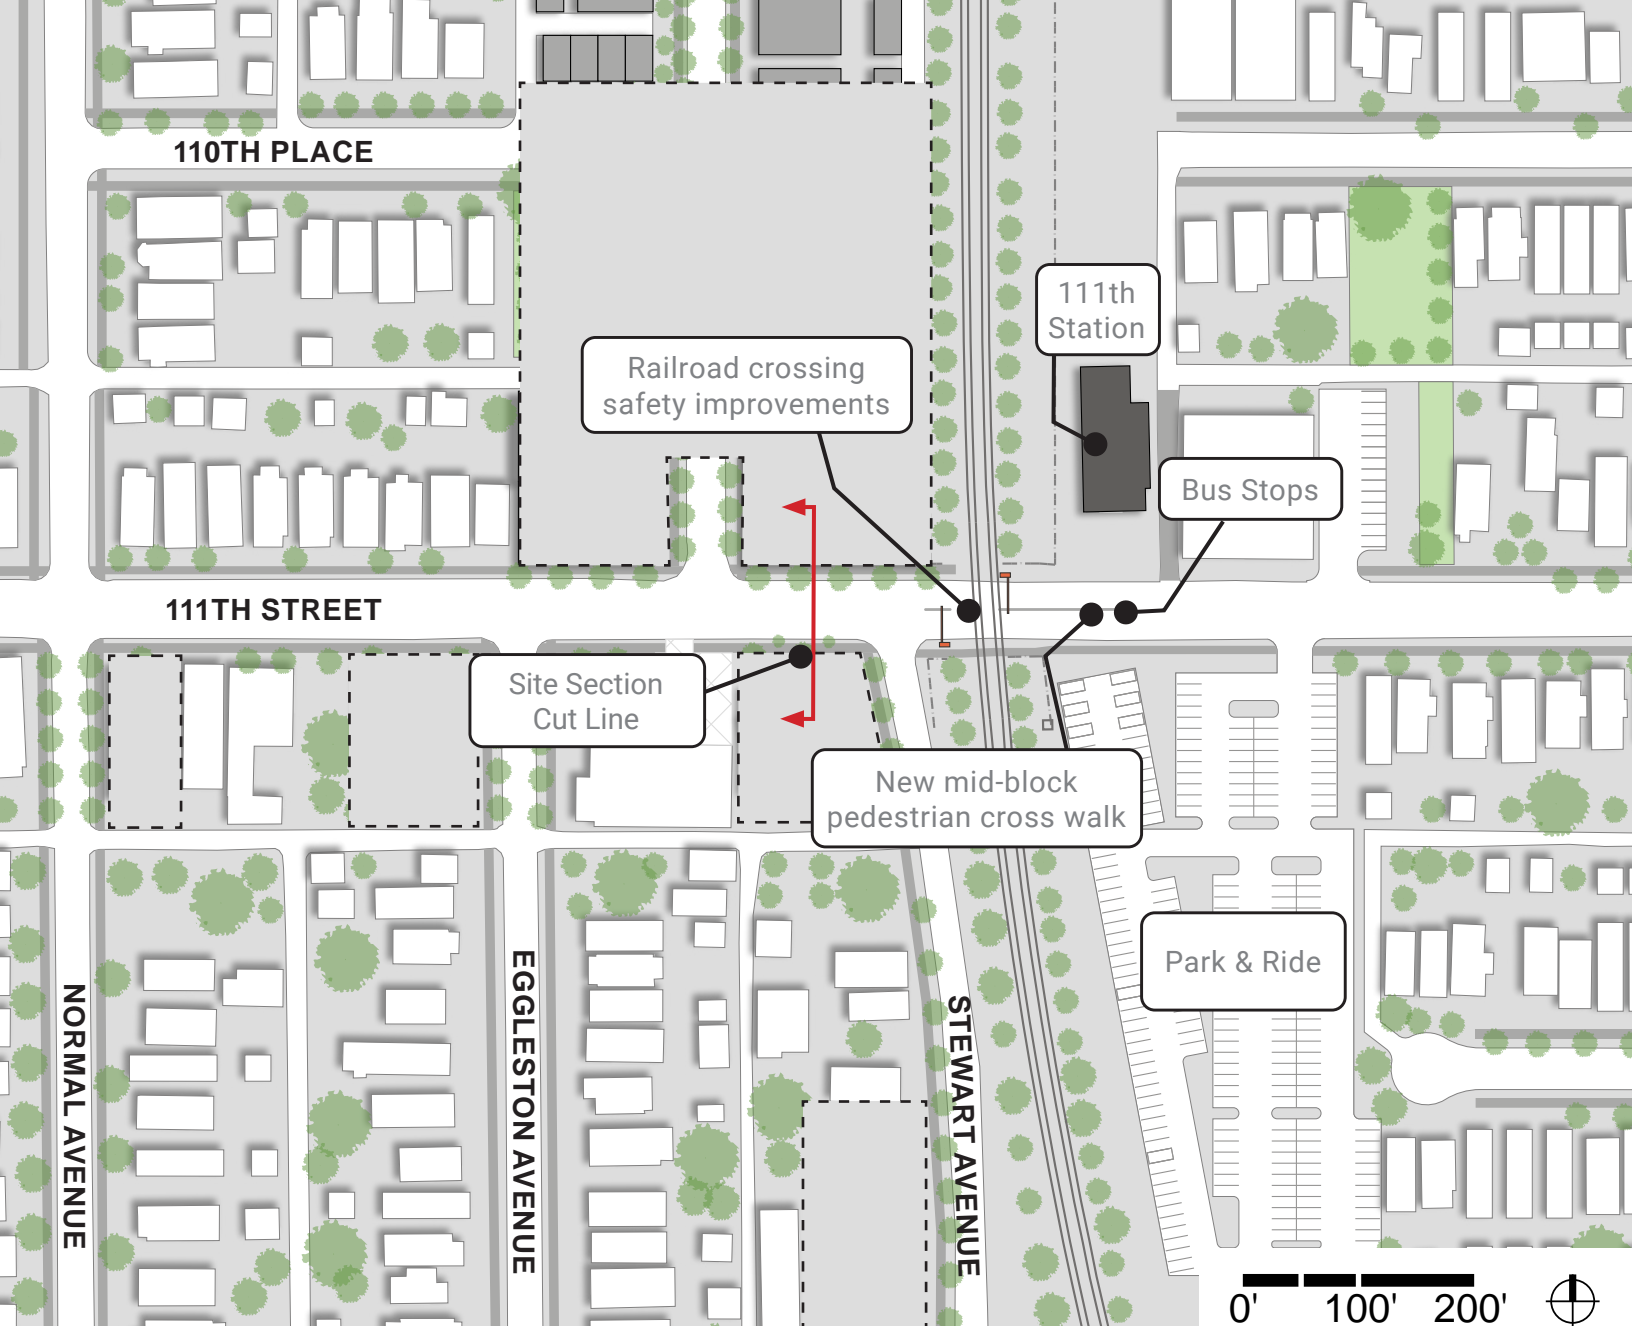 110TH PLACE
111th
Station
Railroad crossing
safety improvements
Bus Stops
111TH STREET
Site Section
Cut Line
New mid-block
pedestrian cross walk
Park & Ride
NORMAL AVENUE
EGGLESTON AVENUE
STEWART AVENUE
0' 100' 200'